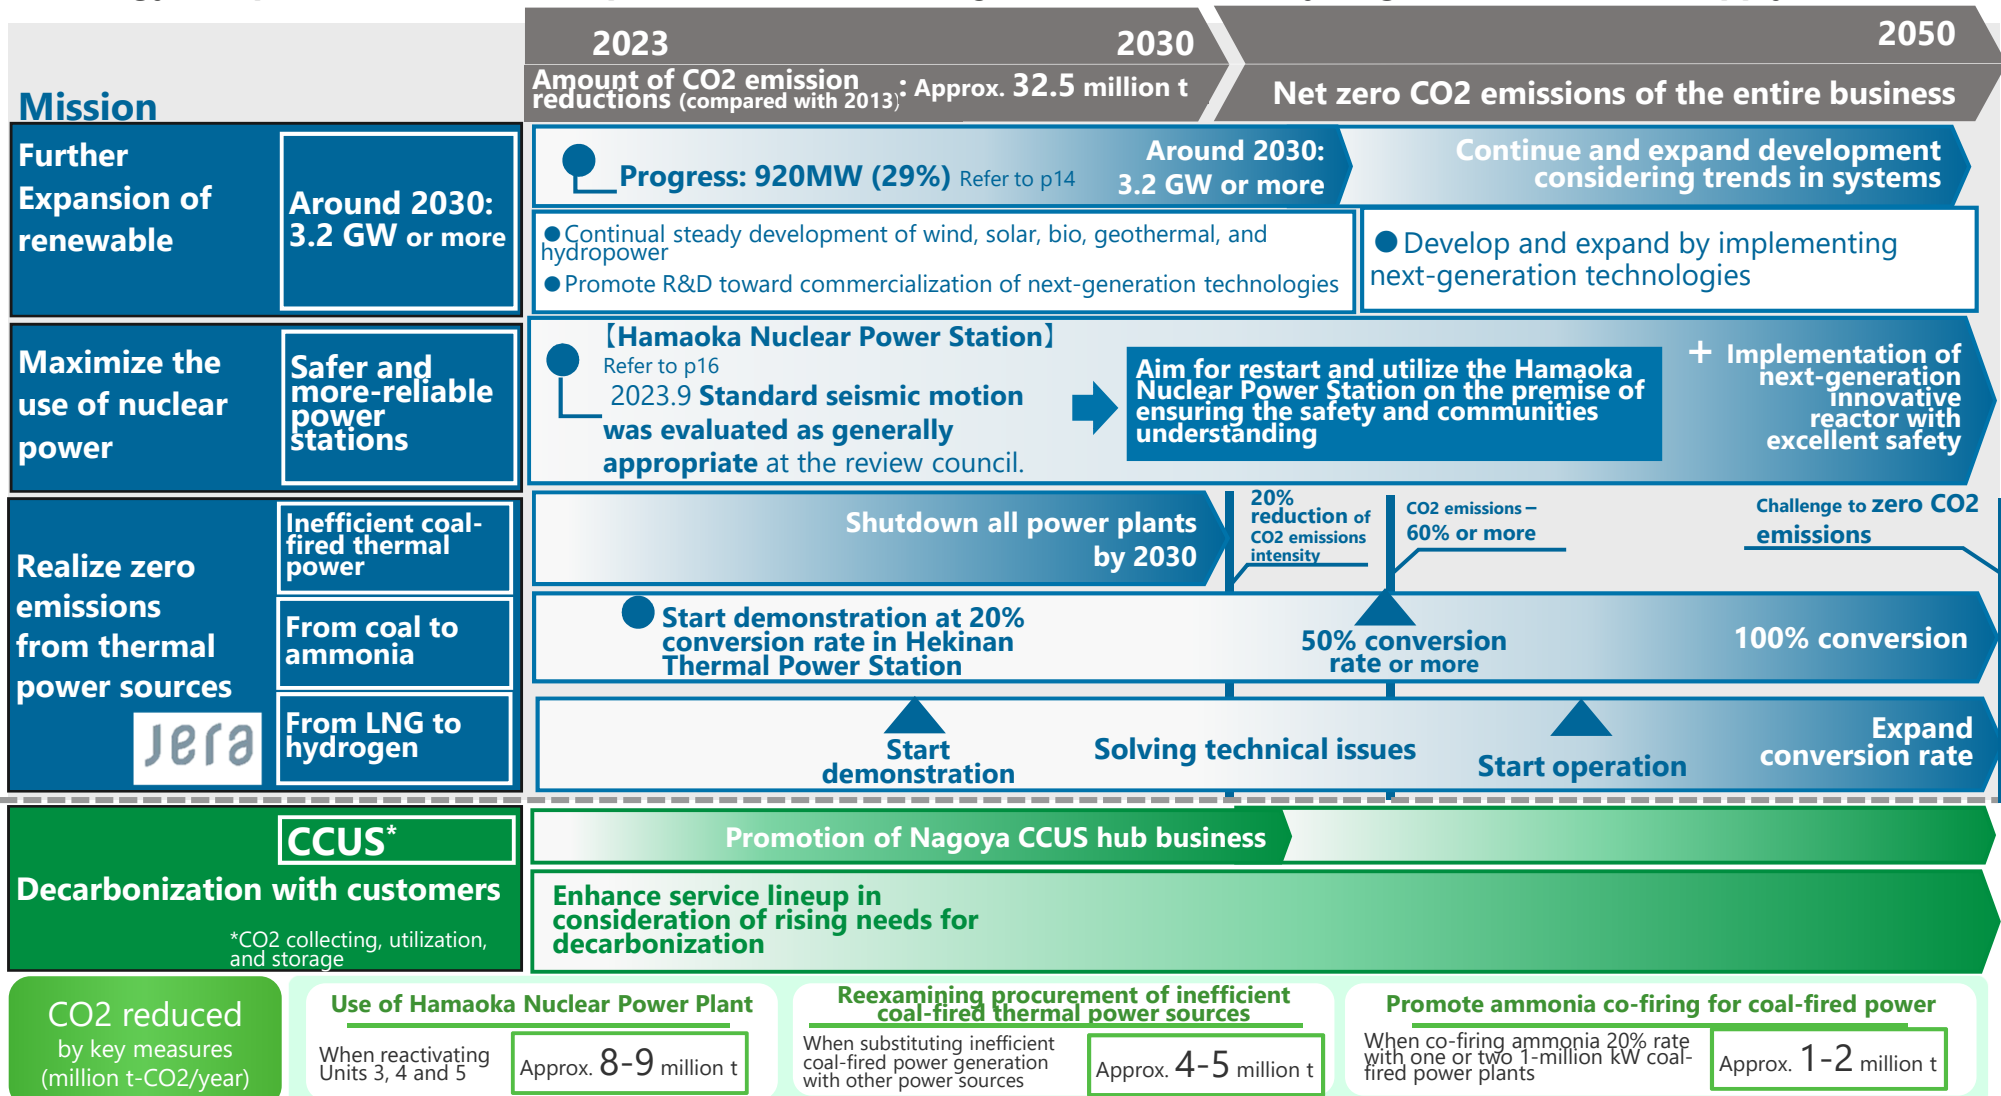 2023
2030
2050
Amount of CO2 emission
reductions (compared with 2013)
: Approx. 32.5 million t
Net zero CO2 emissions of the entire business
Mission
Further
Expansion of
renewable
Around 2030:
3.2 GW or more
Progress: 920MW (29%) Refer to p14
Around 2030:
3.2 GW or more
Continue and expand development
considering trends in systems
●Continual steady development of wind, solar, bio, geothermal, and
hydropower
●Promote R&D toward commercialization of next-generation technologies
●Develop and expand by implementing
next-generation technologies
Maximize the
use of nuclear
power
Safer and
more-reliable
power
stations
【Hamaoka Nuclear Power Station】
Refer to p16
2023.9 Standard seismic motion
was evaluated as generally
appropriate at the review council.
Aim for restart and utilize the Hamaoka
Nuclear Power Station on the premise of
ensuring the safety and communities
understanding
+ Implementation of
next-generation
innovative
reactor with
excellent safety
Realize zero
emissions
from thermal
power sources
Jera
Inefficient coal-
fired thermal
power
Shutdown all power plants
by 2030
20%
reduction of
CO2 emissions
intensity
CO2 emissions –
60% or more
Challenge to zero CO2
emissions
From coal to
ammonia
Start demonstration at 20%
conversion rate in Hekinan
Thermal Power Station
50% conversion
rate or more
100% conversion
From LNG to
hydrogen
Start
demonstration
Solving technical issues
Start operation
Expand
conversion rate
CCUS*
Decarbonization with customers
*CO2 collecting, utilization,
and storage
Promotion of Nagoya CCUS hub business
Enhance service lineup in
consideration of rising needs for
decarbonization
CO2 reduced
by key measures
(million t-CO2/year)
Use of Hamaoka Nuclear Power Plant
When reactivating
Units 3, 4 and 5
Approx. 8-9 million t
Reexamining procurement of inefficient
coal-fired thermal power sources
When substituting inefficient
coal-fired power generation
with other power sources
Approx. 4-5 million t
Promote ammonia co-firing for coal-fired power
When co-firing ammonia 20% rate
with one or two 1-million kW coal-
fired power plants
Approx. 1-2 million t